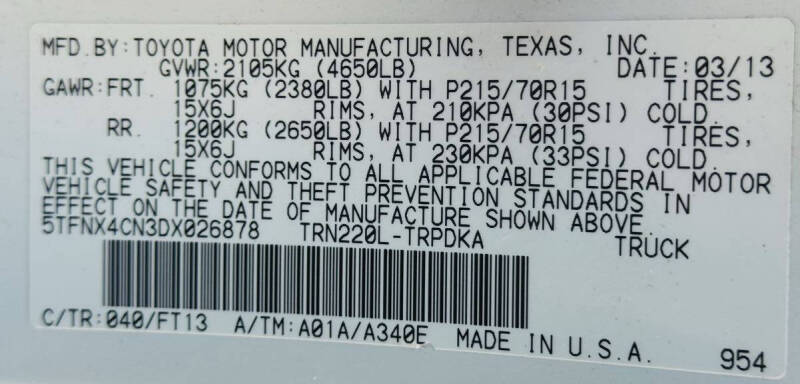 MFD. BY: TOYOTA MOTOR MANUFACTURING, TEXAS, INC.
GVWR: 2105KG (4650LB) DATE: 03/13
GAWR: FRT. 1075KG (2380LB) WITH P215/70R15 TIRES,
15X6J RIMS, AT 210KPA (30PSI) COLD.
RR. 1200KG (2650LB) WITH P215/70R15 TIRES,
15X6J RIMS, AT 230KPA (33PSI) COLD.
THIS VEHICLE CONFORMS TO ALL APPLICABLE FEDERAL MOTOR
VEHICLE SAFETY AND THEFT PREVENTION STANDARDS IN
EFFECT ON THE DATE OF MANUFACTURE SHOWN ABOVE.
5TFNX4CN3DX026878 TRN220L-TRPDKA TRUCK
C/TR: 040/FT13 A/TM: A01A/A340E MADE IN U.S.A. 954